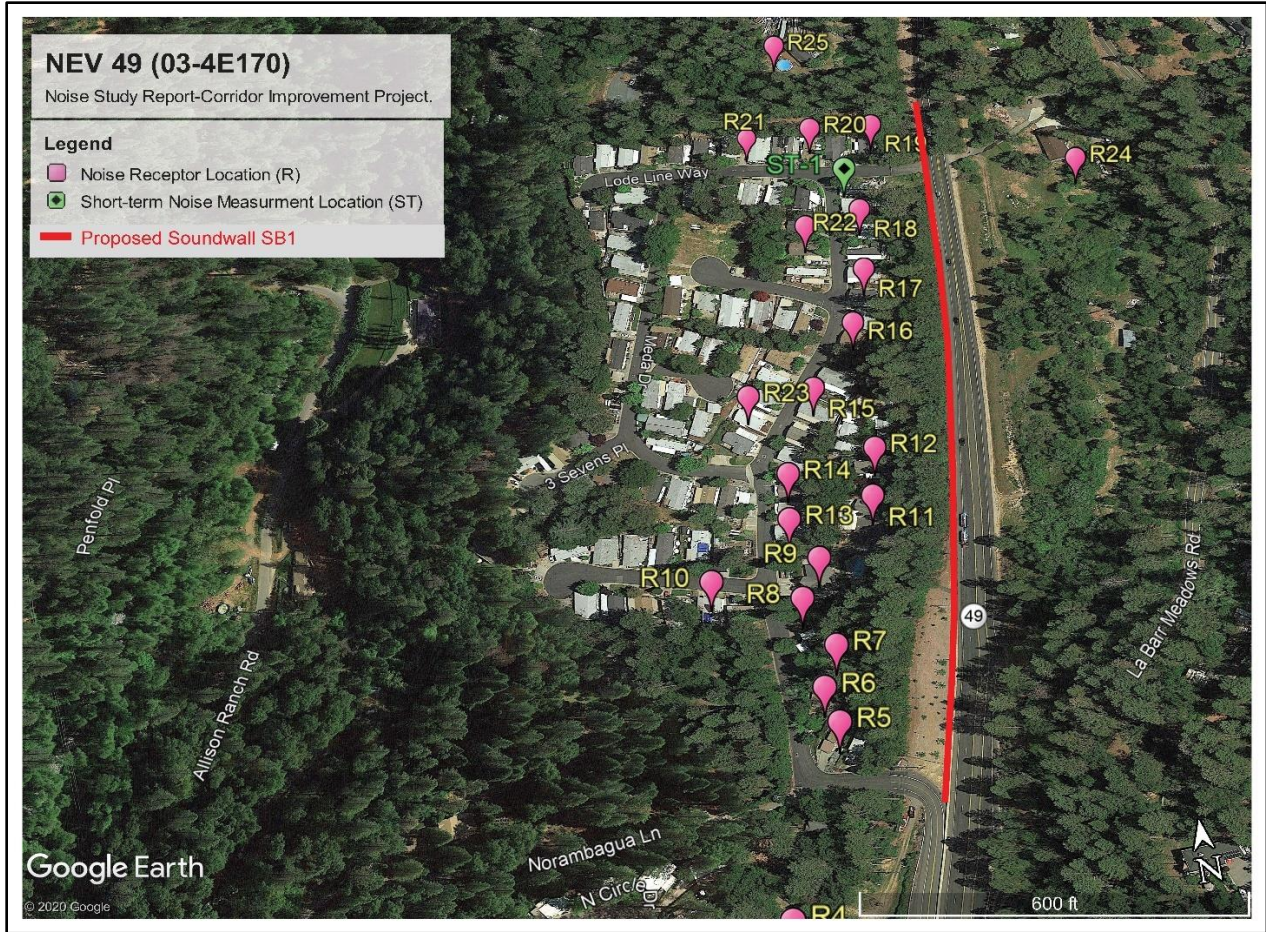 NEV 49 (03-4E170)
Noise Study Report-Corridor Improvement Project.
Legend
Noise Receptor Location (R)
Short-term Noise Measurment Location (ST)
Proposed Soundwall SB1
R25
R21
R20
R19
R24
Lode Line Way
ST-1
R22
R18
R17
R16
Meda Dr
R23
R15
R12
3 Sevens Pl
R14
R11
R13
Penfold Pl
R9
R10
R8
49
La Barr Meadows Rd
R7
R6
Allison Ranch Rd
R5
Norambagua Ln
N Circle Dr
R4
Google Earth
© 2020 Google
N
600 ft